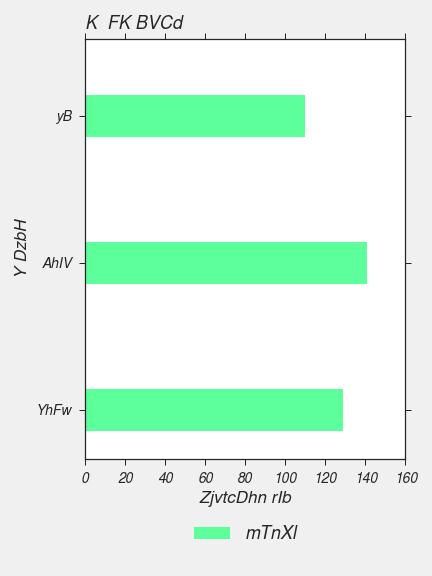 K  FK BVCd
Y DzbH
yB
AhIV
YhFw
0 20 40 60 80 100 120 140 160
ZjvtcDhn rIb
mTnXI